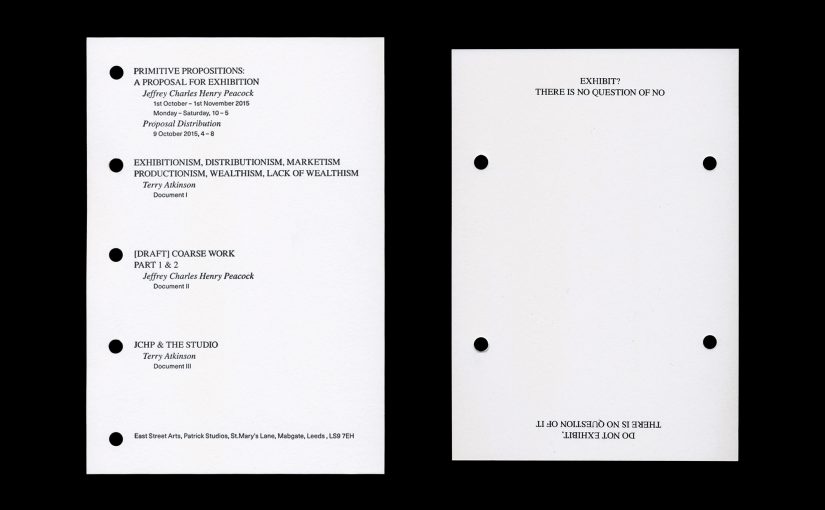 PRIMITIVE PROPOSITIONS:
A PROPOSAL FOR EXHIBITION
Jeffrey Charles Henry Peacock
1st October – 1st November 2015
Monday – Saturday, 10 – 5
Proposal Distribution
9 October 2015, 4 – 8
EXHIBITIONISM, DISTRIBUTIONISM, MARKETISM
PRODUCTIONISM, WEALTHISM, LACK OF WEALTHISM
Terry Atkinson
Document I
[DRAFT] COARSE WORK
PART 1 & 2
Jeffrey Charles Henry Peacock
Document II
JCHP & THE STUDIO
Terry Atkinson
Document III
East Street Arts, Patrick Studios, St.Mary's Lane, Mabgate, Leeds , LS9 7EH
EXHIBIT?
THERE IS NO QUESTION OF NO
DO NOT EXHIBIT.
THERE IS NO QUESTION OF IT